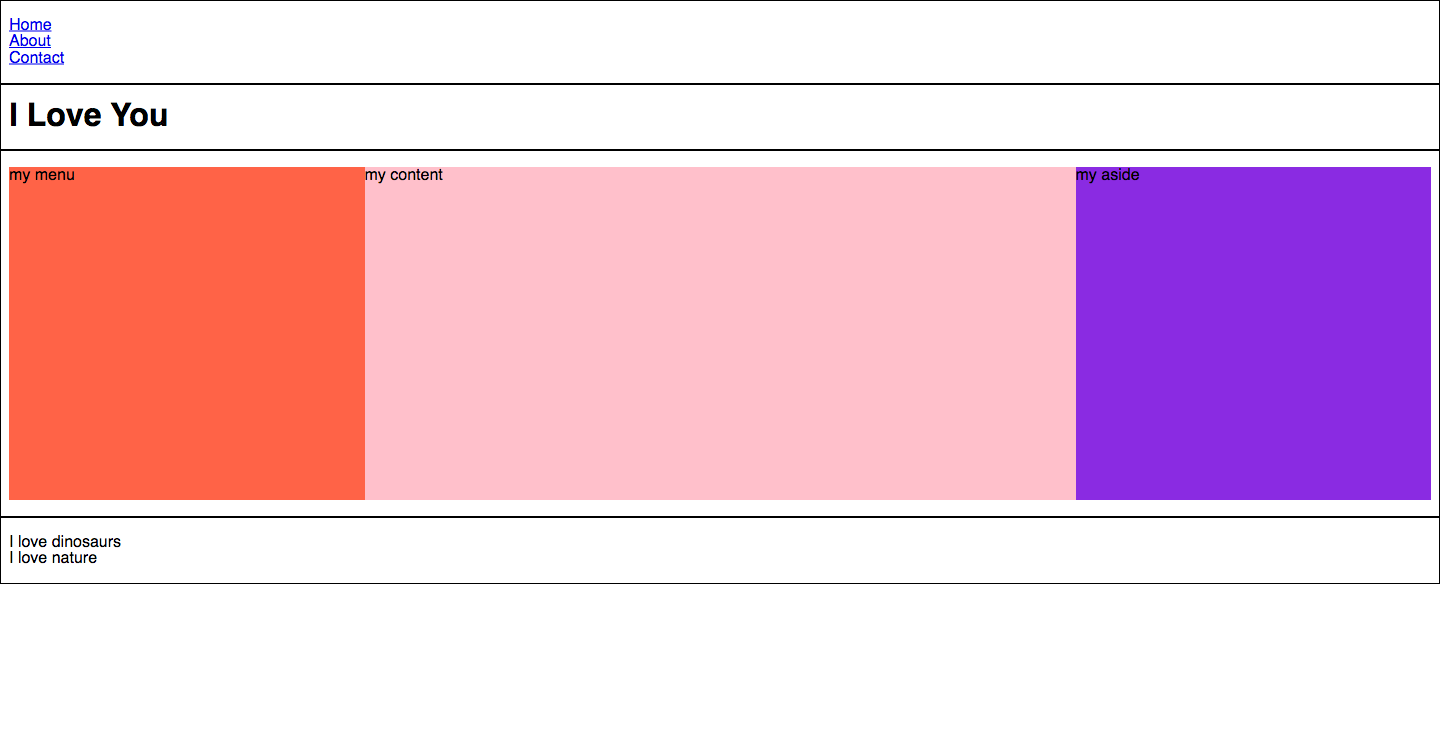 Home
About
Contact
I Love You
my menu
my content
my aside
I love dinosaurs
I love nature